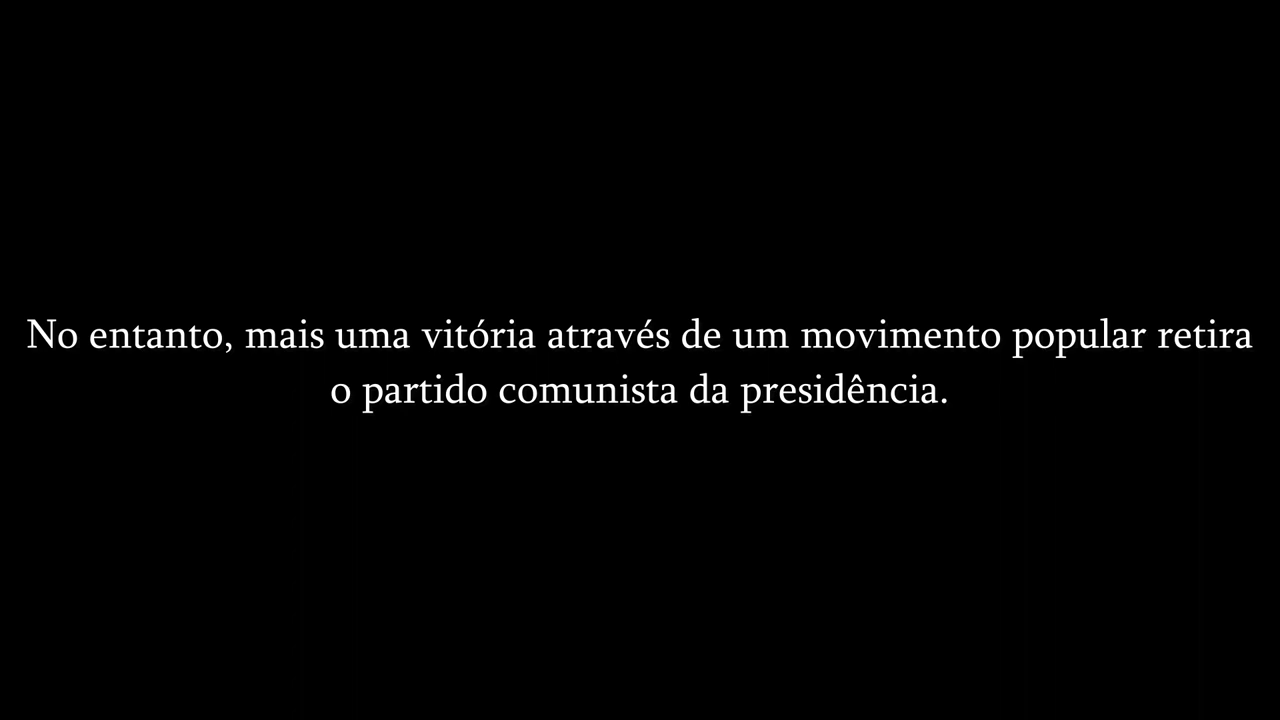 No entanto, mais uma vitória através de um movimento popular retira
o partido comunista da presidência.